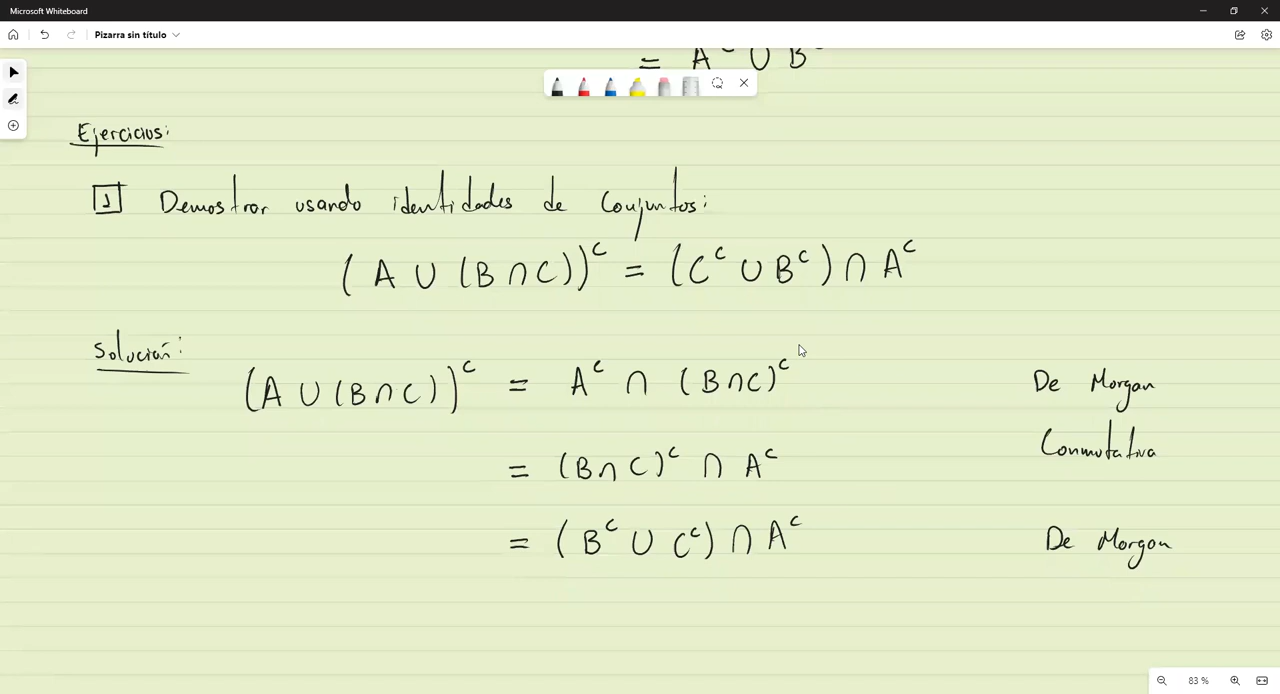 Microsoft Whiteboard
Pizarra sin título
= A^c ∪ B^c
Ejercicios:
1 Demostrar usando identidades de Conjuntos:
(A ∪ (B ∩ C))^c = (C^c ∪ B^c) ∩ A^c
Solución:
(A ∪ (B ∩ C))^c = A^c ∩ (B ∩ C)^c De Morgan
= (B ∩ C)^c ∩ A^c Conmutativa
= (B^c ∪ C^c) ∩ A^c De Morgan
83 %